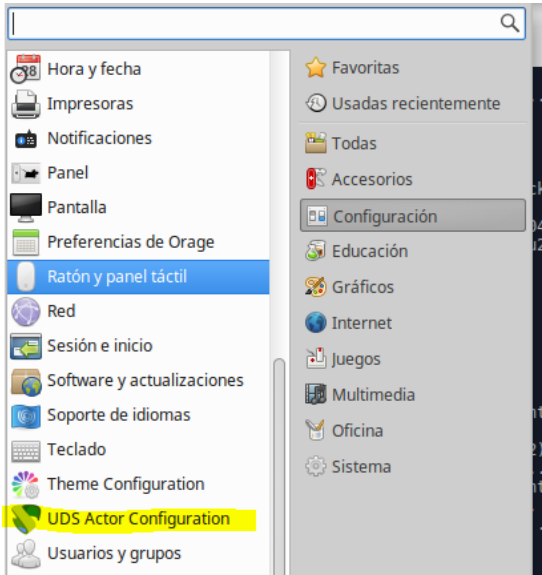 Hora y fecha
Impresoras
Notificaciones
Panel
Pantalla
Preferencias de Orage
Ratón y panel táctil
Red
Sesión e inicio
Software y actualizaciones
Soporte de idiomas
Teclado
Theme Configuration
UDS Actor Configuration
Usuarios y grupos
Favoritas
Usadas recientemente
Todas
Accesorios
Configuración
Educación
Gráficos
Internet
Juegos
Multimedia
Oficina
Sistema